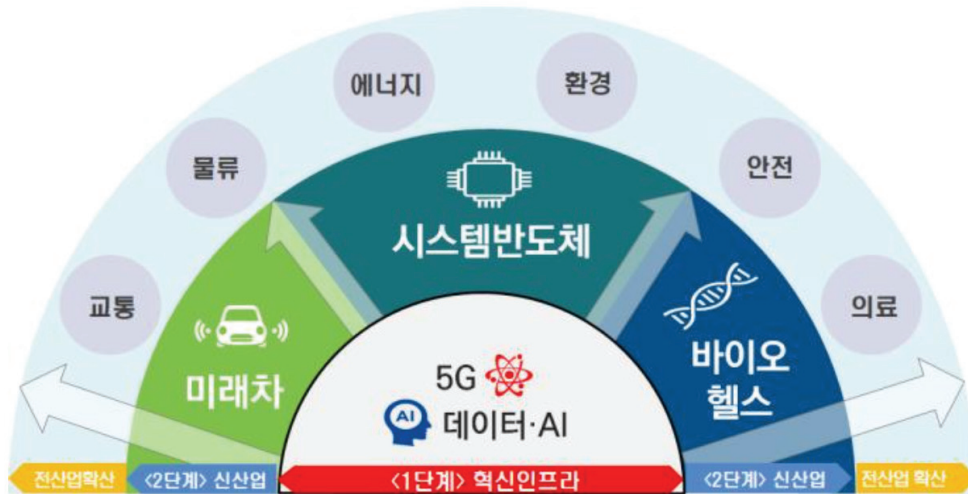 에너지
환경
물류
안전
시스템반도체
교통
의료
미래차
바이오
헬스
5G
AI
데이터·AI
전산업확산
<2단계> 신산업
<1단계> 혁신인프라
<2단계> 신산업
전산업 확산